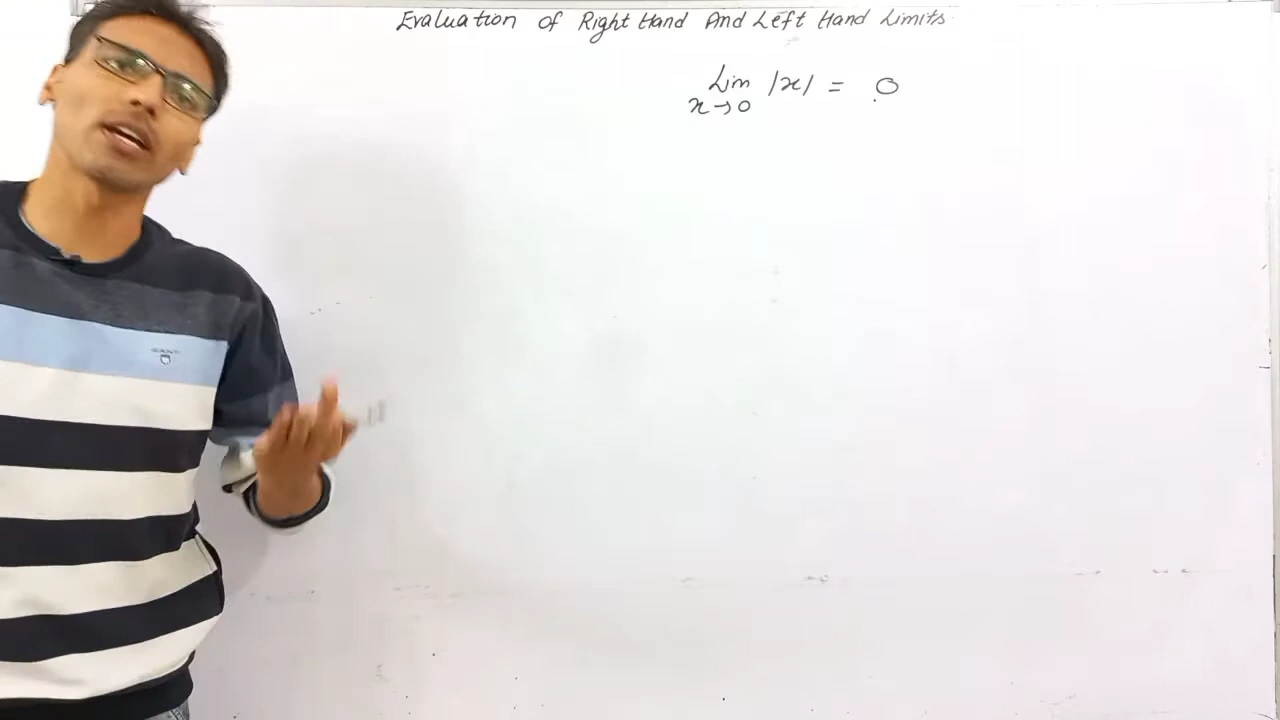 Evaluation of Right Hand And Left Hand Limits.
Lim |x| = 0
x→0